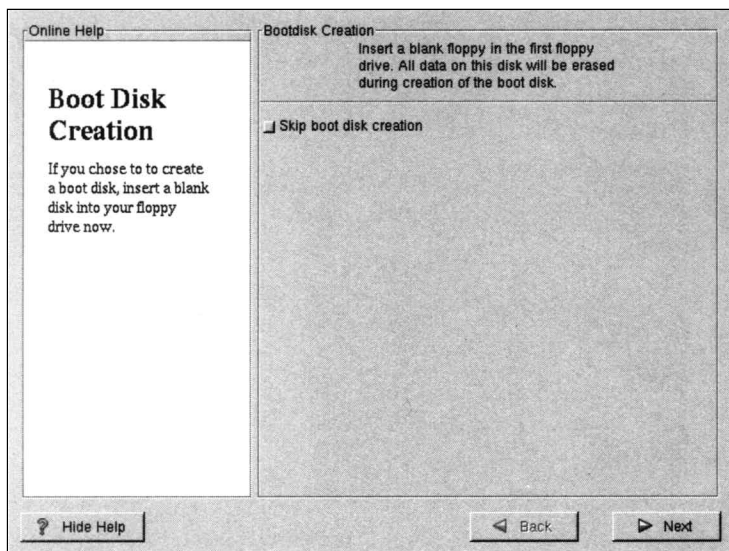 Online Help
Boot Disk
Creation
If you chose to to create
a boot disk, insert a blank
disk into your floppy
drive now.
Bootdisk Creation
Insert a blank floppy in the first floppy
drive. All data on this disk will be erased
during creation of the boot disk.
Skip boot disk creation
? Hide Help
Back
Next